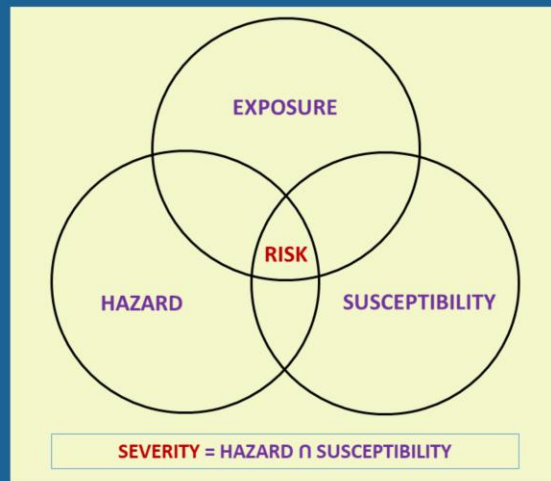 EXPOSURE
RISK
HAZARD
SUSCEPTIBILITY
SEVERITY = HAZARD ∩ SUSCEPTIBILITY